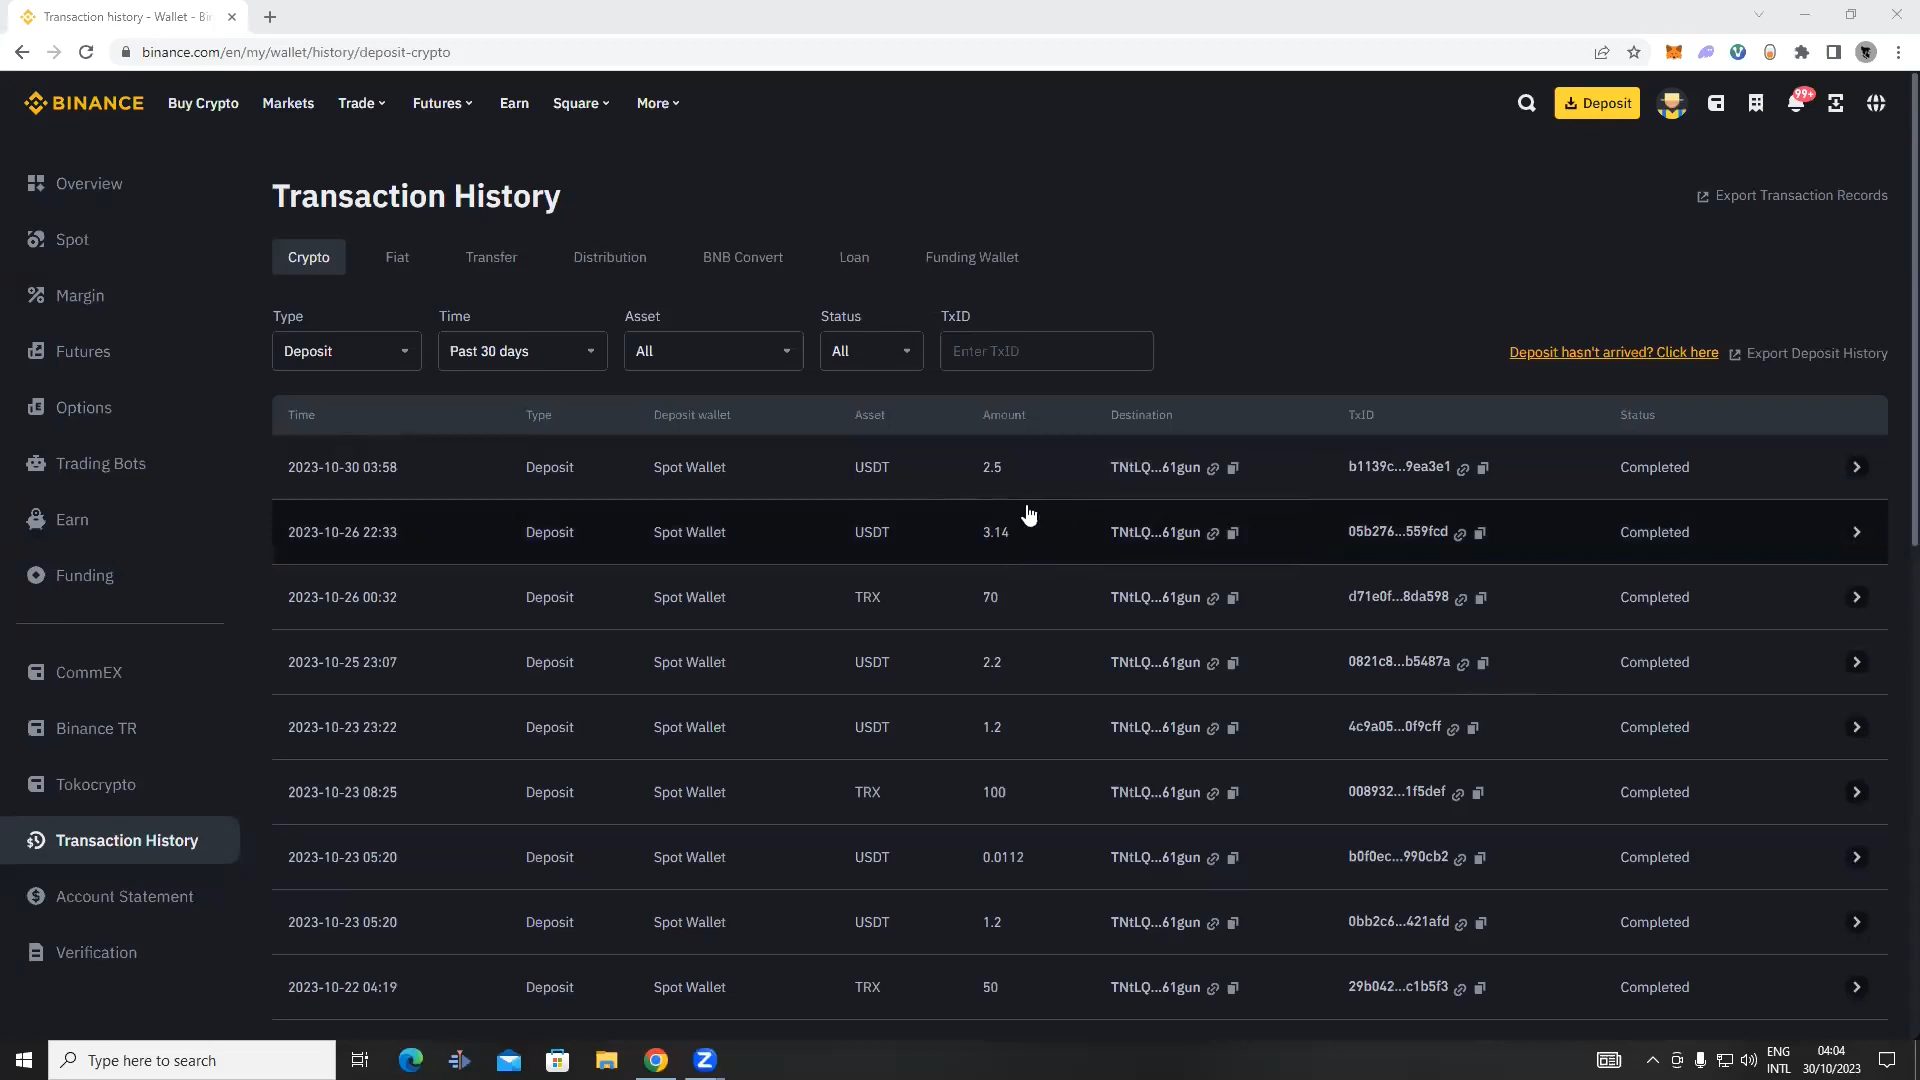 Transaction history - Wallet - Bin
binance.com/en/my/wallet/history/deposit-crypto
BINANCE Buy Crypto Markets Trade Futures Earn Square More Deposit 99+
Overview
Spot
Margin
Futures
Options
Trading Bots
Earn
Funding
CommEX
Binance TR
Tokocrypto
Transaction History
Account Statement
Verification
Transaction History Export Transaction Records
Crypto Fiat Transfer Distribution BNB Convert Loan Funding Wallet
Type Time Asset Status TxID
Deposit Past 30 days All All Enter TxID Deposit hasn't arrived? Click here Export Deposit History
Time Type Deposit wallet Asset Amount Destination TxID Status
2023-10-30 03:58 Deposit Spot Wallet USDT 2.5 TNtLQ...61gun b1139c...9ea3e1 Completed
2023-10-26 22:33 Deposit Spot Wallet USDT 3.14 TNtLQ...61gun 05b276...559fcd Completed
2023-10-26 00:32 Deposit Spot Wallet TRX 70 TNtLQ...61gun d71e0f...8da598 Completed
2023-10-25 23:07 Deposit Spot Wallet USDT 2.2 TNtLQ...61gun 0821c8...b5487a Completed
2023-10-23 23:22 Deposit Spot Wallet USDT 1.2 TNtLQ...61gun 4c9a05...0f9cff Completed
2023-10-23 08:25 Deposit Spot Wallet TRX 100 TNtLQ...61gun 008932...1f5def Completed
2023-10-23 05:20 Deposit Spot Wallet USDT 0.0112 TNtLQ...61gun b0f0ec...990cb2 Completed
2023-10-23 05:20 Deposit Spot Wallet USDT 1.2 TNtLQ...61gun 0bb2c6...421afd Completed
2023-10-22 04:19 Deposit Spot Wallet TRX 50 TNtLQ...61gun 29b042...c1b5f3 Completed
Type here to search
ENG
INTL
04:04
30/10/2023